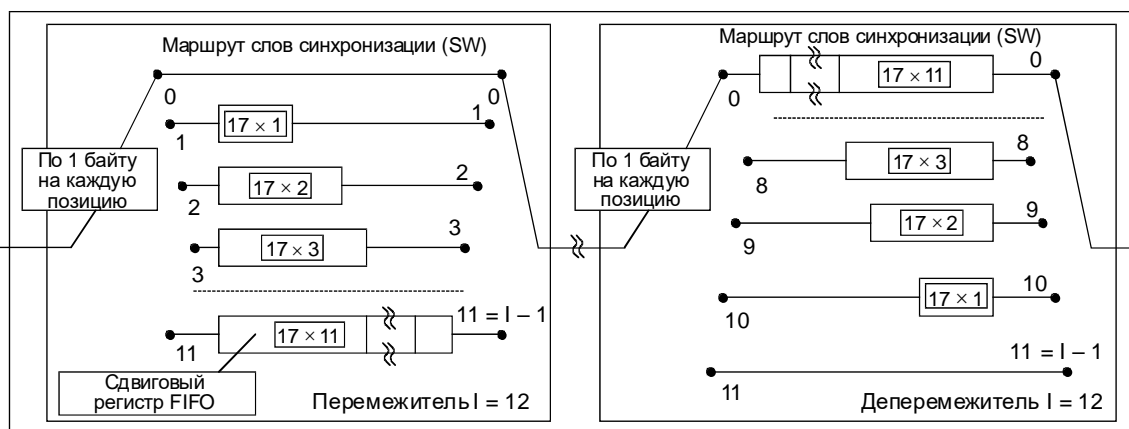 Маршрут слов синхронизации (SW)
0
0
17 × 1
1
1
По 1 байту
на каждую
позицию
17 × 2
2
2
17 × 3
3
3
17 × 11
11 = I – 1
11
Сдвиговый
регистр FIFO
Перемежитель I = 12
Маршрут слов синхронизации (SW)
17 × 11
0
0
По 1 байту
на каждую
позицию
17 × 3
8
8
17 × 2
9
9
17 × 1
10
10
11 = I – 1
11
Деперемежитель I = 12